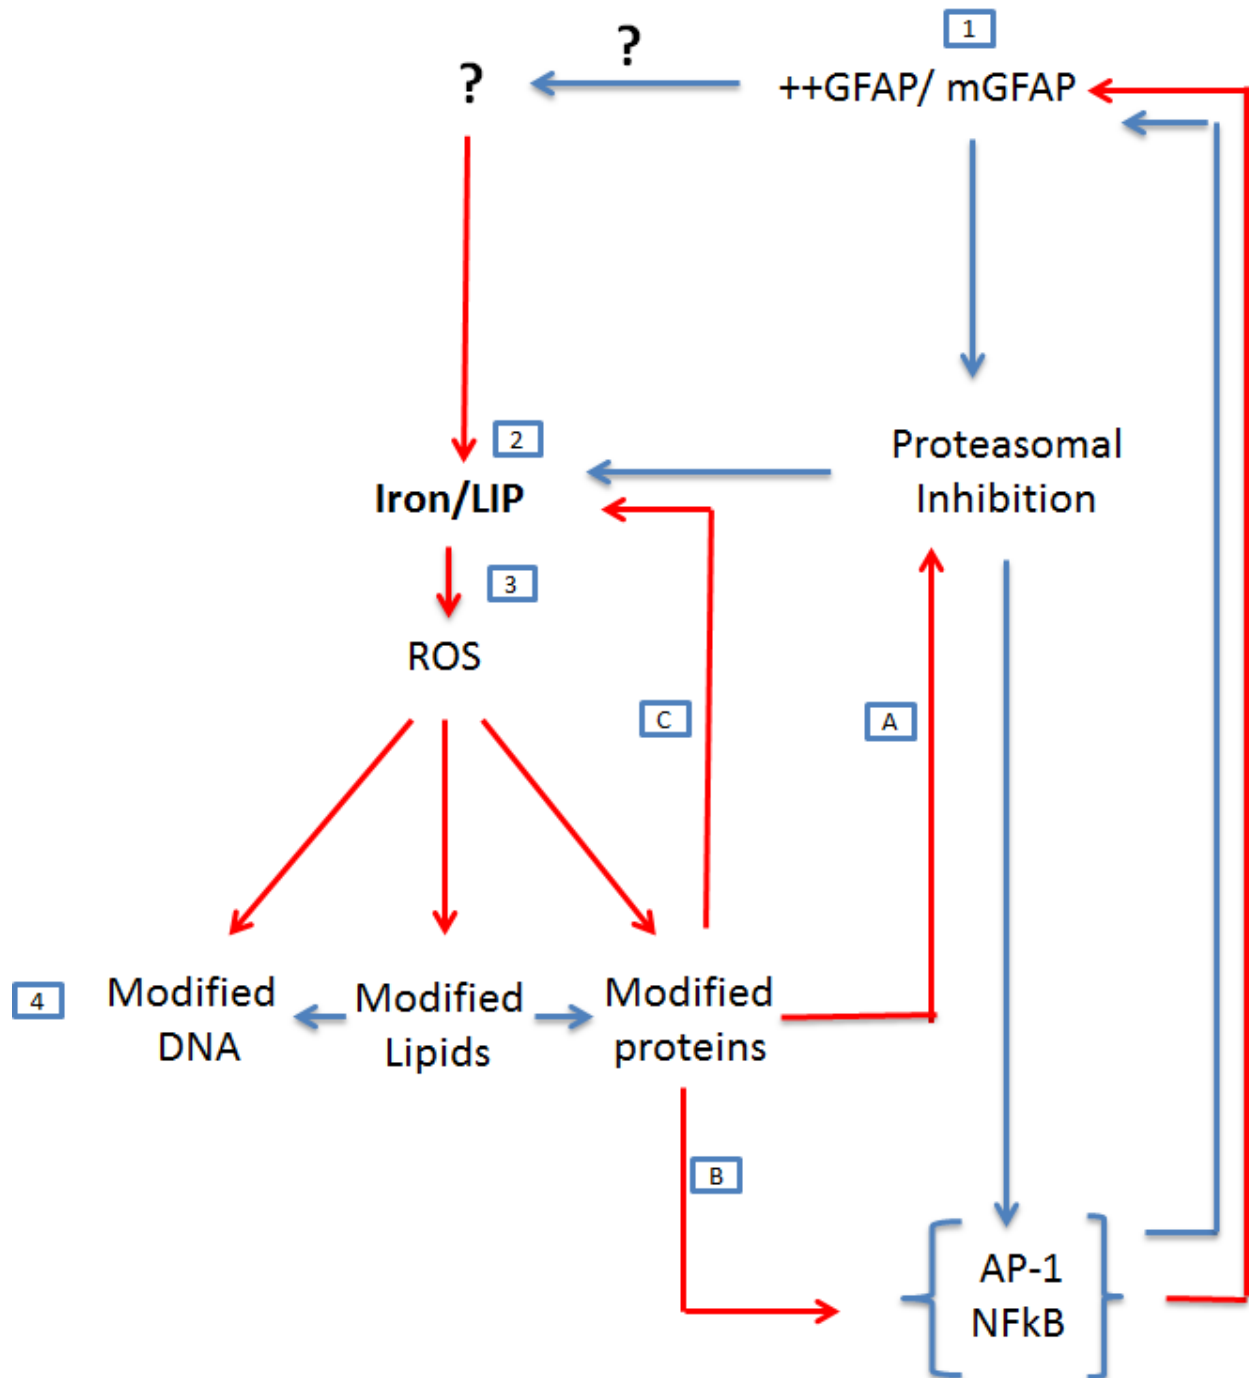 1
?
?
++GFAP/ mGFAP
2
Proteasomal
Inhibition
Iron/LIP
3
ROS
C
A
4
Modified
DNA
Modified
Lipids
Modified
proteins
B
AP-1
NFkB